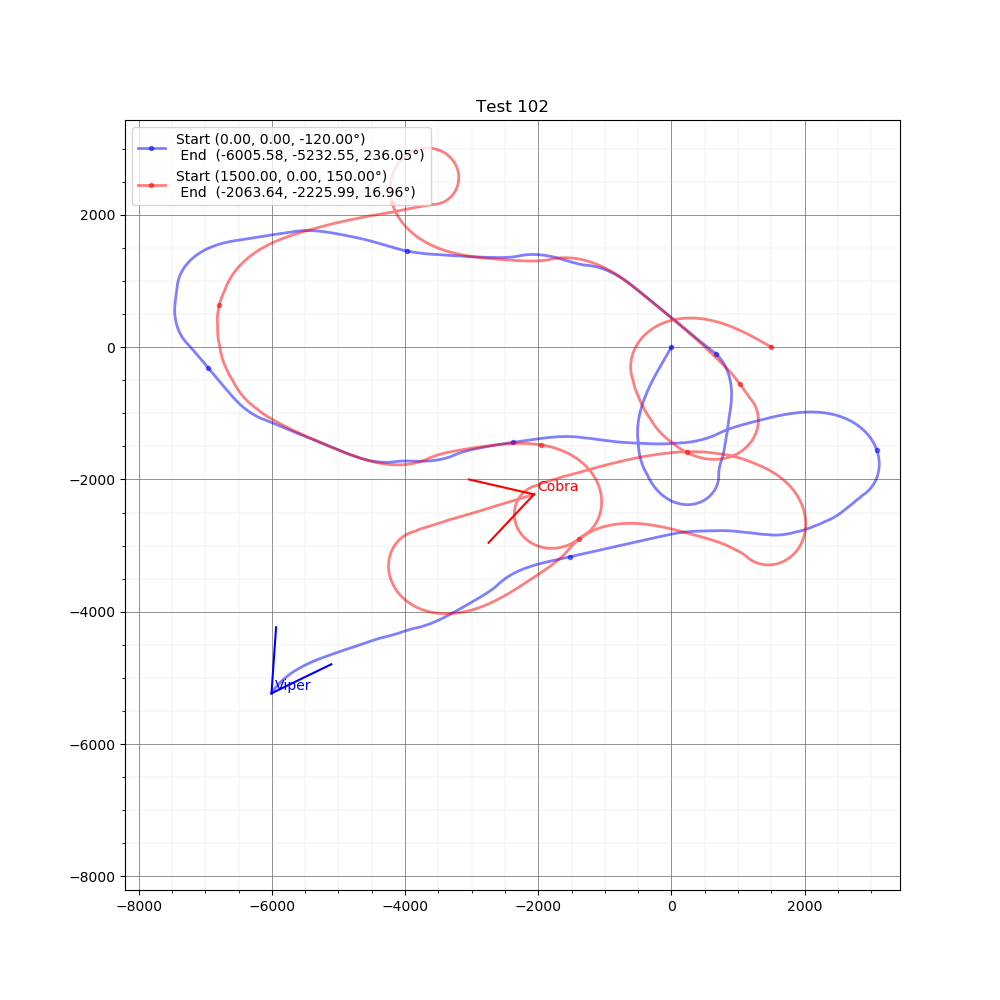 Test 102
Start (0.00, 0.00, -120.00°)
End (-6005.58, -5232.55, 236.05°)
Start (1500.00, 0.00, 150.00°)
End (-2063.64, -2225.99, 16.96°)
2000
0
−2000
−4000
−6000
−8000
Cobra
Viper
−8000 −6000 −4000 −2000 0 2000